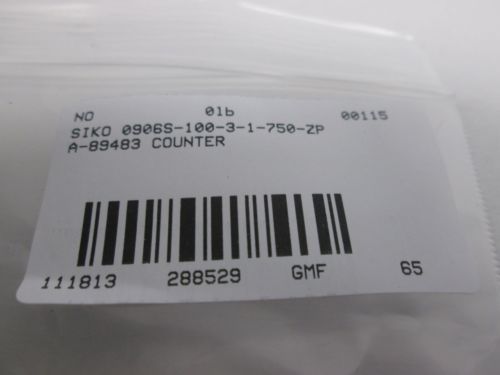 NO 01b 00115
SIKO 0906S-100-3-1-750-ZP
A-89483 COUNTER
111813 288529 GMF 65